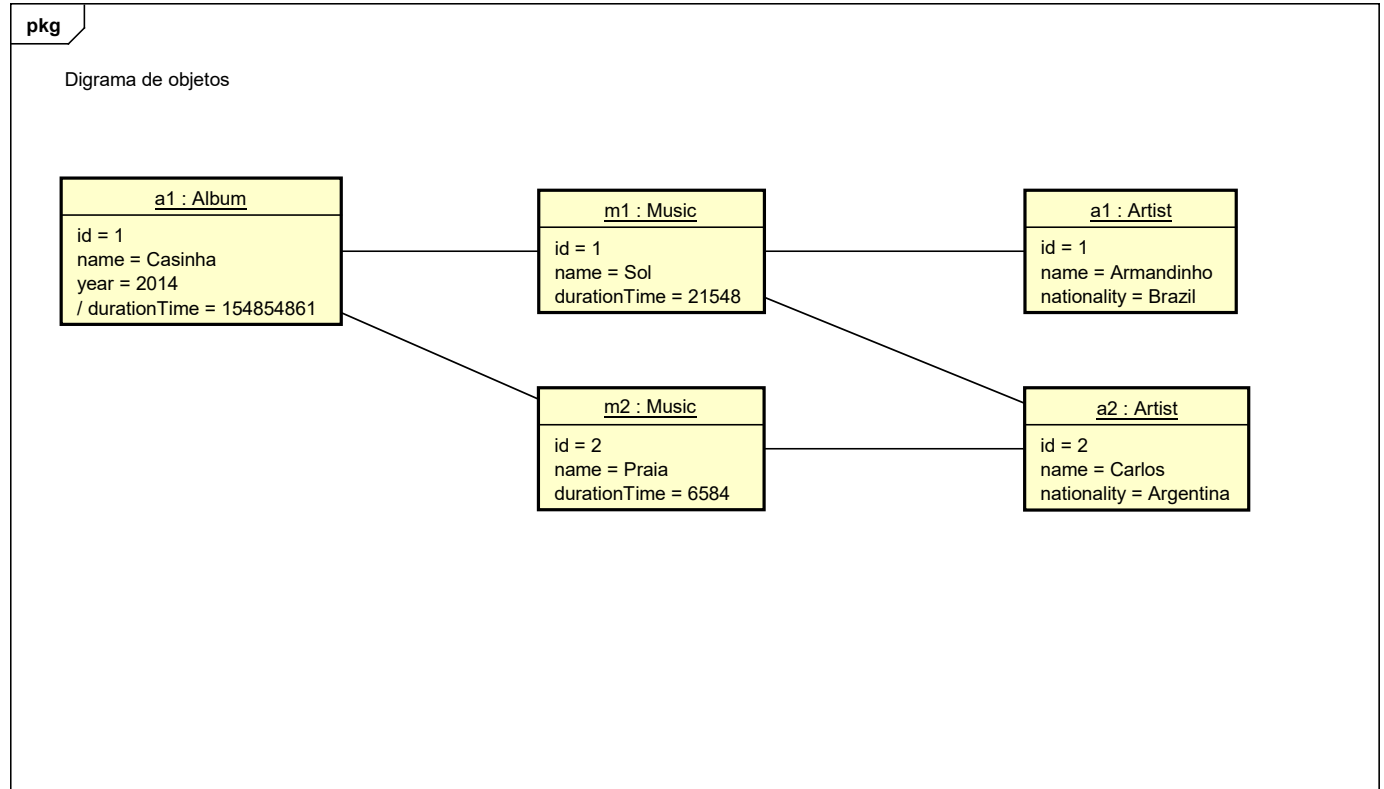 pkg
Digrama de objetos
a1 : Album
id = 1
name = Casinha
year = 2014
/ durationTime = 154854861
m1 : Music
id = 1
name = Sol
durationTime = 21548
a1 : Artist
id = 1
name = Armandinho
nationality = Brazil
m2 : Music
id = 2
name = Praia
durationTime = 6584
a2 : Artist
id = 2
name = Carlos
nationality = Argentina